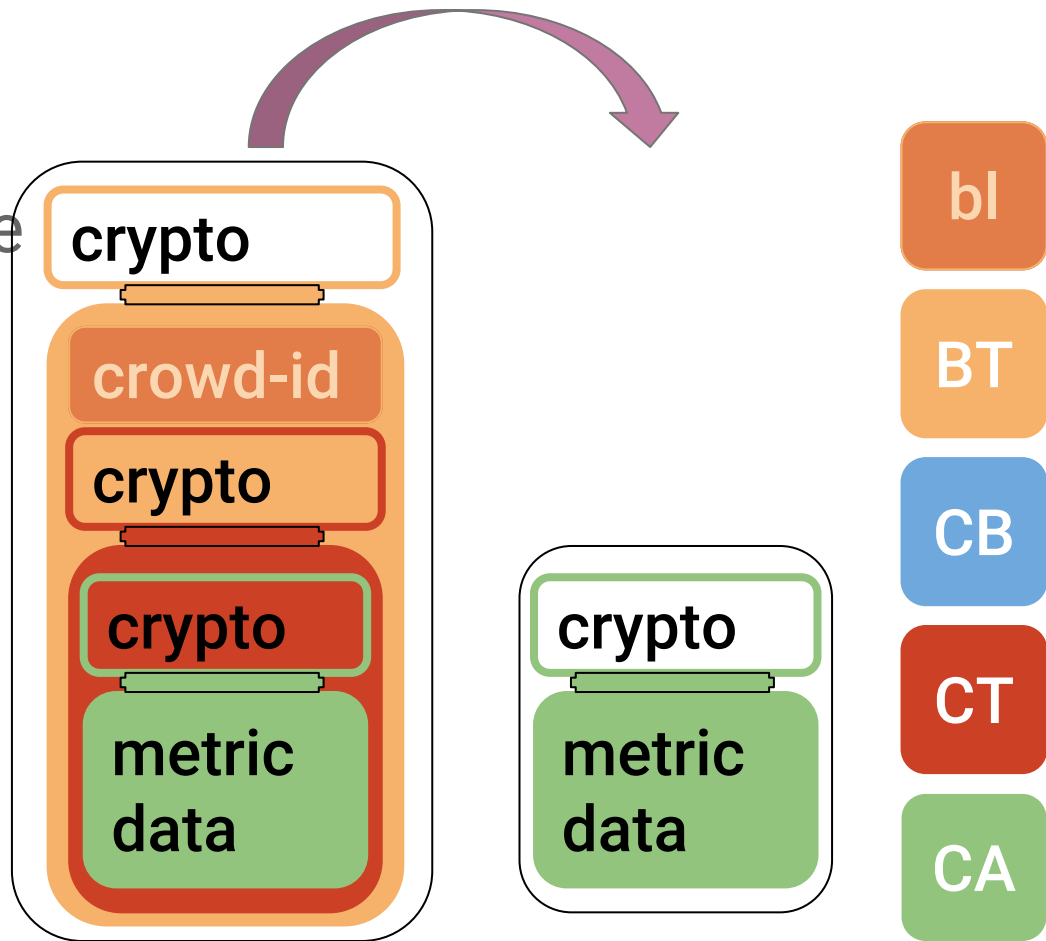 e
crypto
crowd-id
crypto
crypto
metric
data
crypto
metric
data
bl
BT
CB
CT
CA